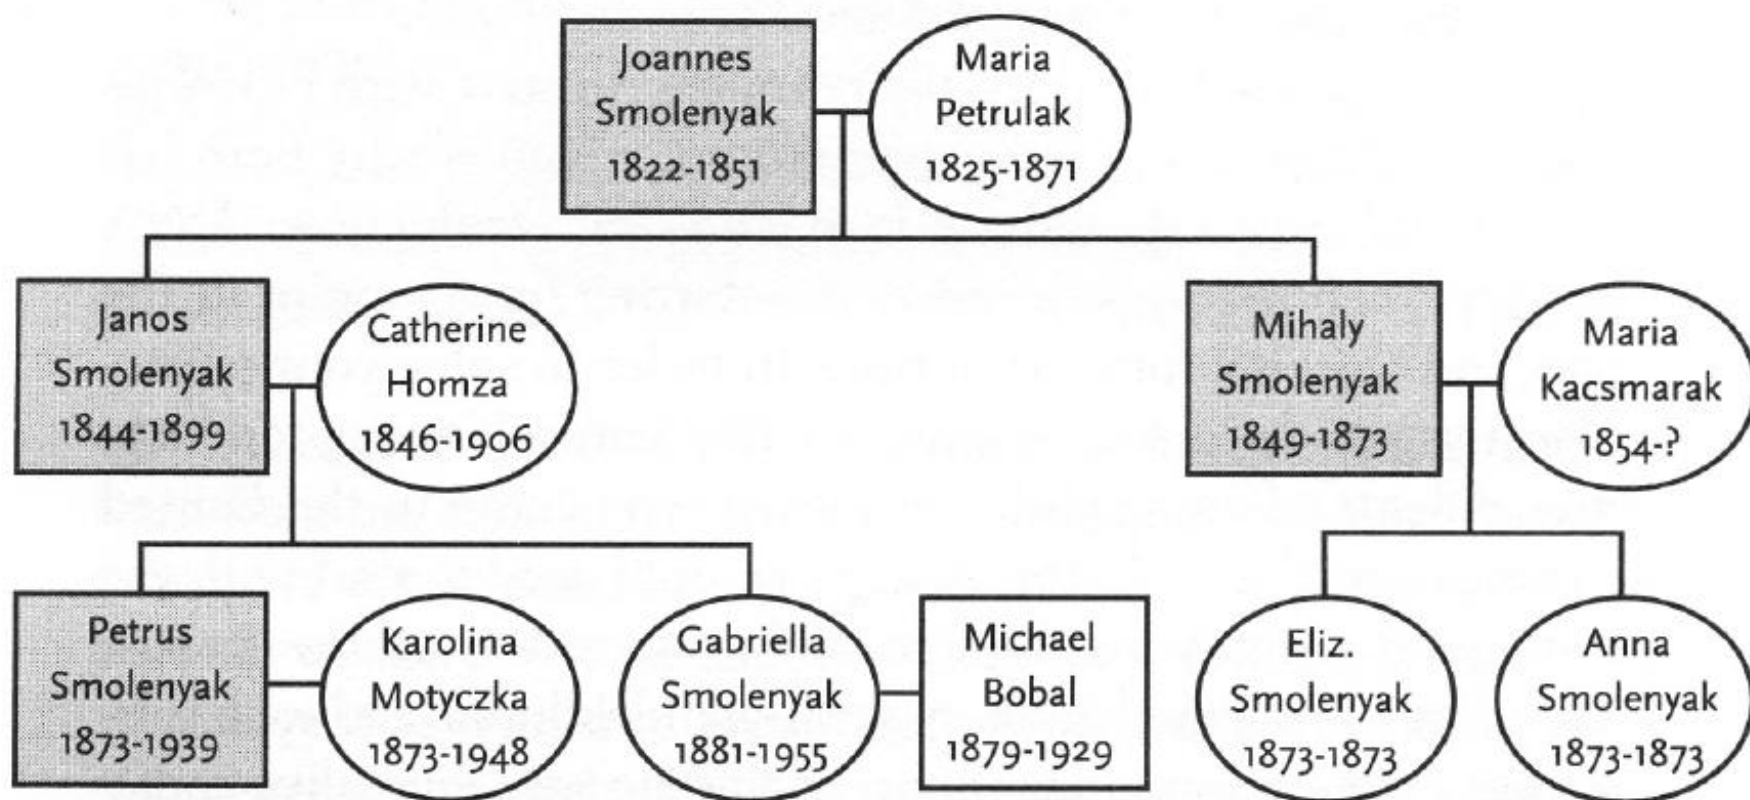 Joannes
Smolenyak
1822-1851
Maria
Petrulak
1825-1871
Janos
Smolenyak
1844-1899
Catherine
Homza
1846-1906
Mihaly
Smolenyak
1849-1873
Maria
Kacsmarak
1854-?
Petrus
Smolenyak
1873-1939
Karolina
Motyczka
1873-1948
Gabriella
Smolenyak
1881-1955
Michael
Bobal
1879-1929
Eliz.
Smolenyak
1873-1873
Anna
Smolenyak
1873-1873